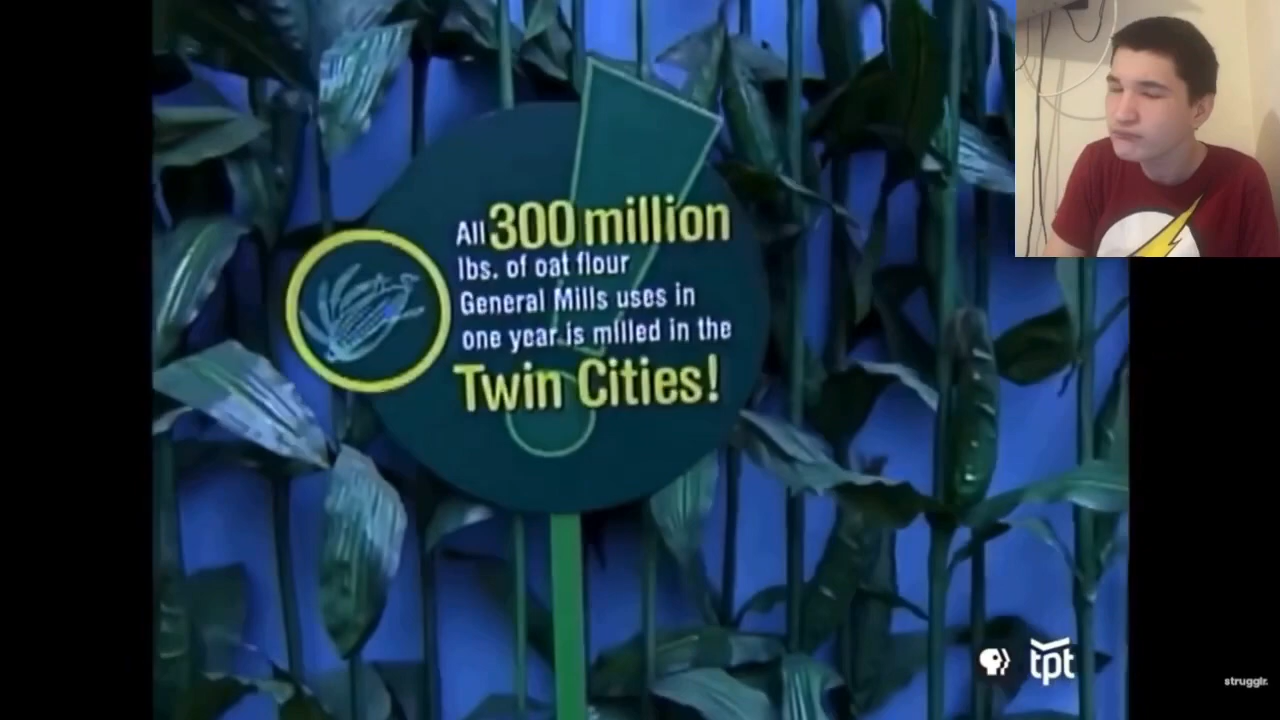 All 300 million
lbs. of oat flour
General Mills uses in
one year is milled in the
Twin Cities!
tpt
strugglr.